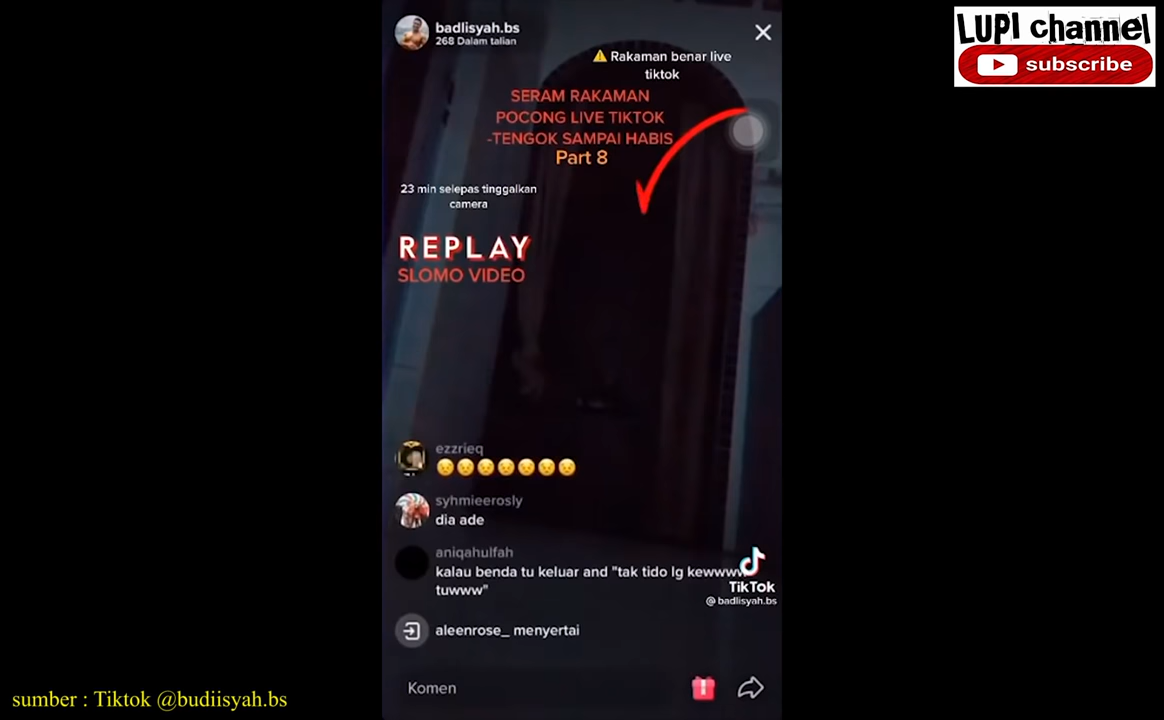 badlisyah.bs
268 Dalam talian
LUPI channel
subscribe
⚠ Rakaman benar live
tiktok
SERAM RAKAMAN
POCONG LIVE TIKTOK
-TENGOK SAMPAI HABIS
Part 8
23 min selepas tinggalkan
camera
REPLAY
SLOMO VIDEO
ezzrieq
😟😟😟😟😟😟😟
syhmieerosly
dia ade
aniqahulfah
kalau benda tu keluar and "tak tido lg kewwww
tuwww"
TikTok
@badlisyah.bs
aleenrose_ menyertai
Komen
sumber : Tiktok @budiisyah.bs